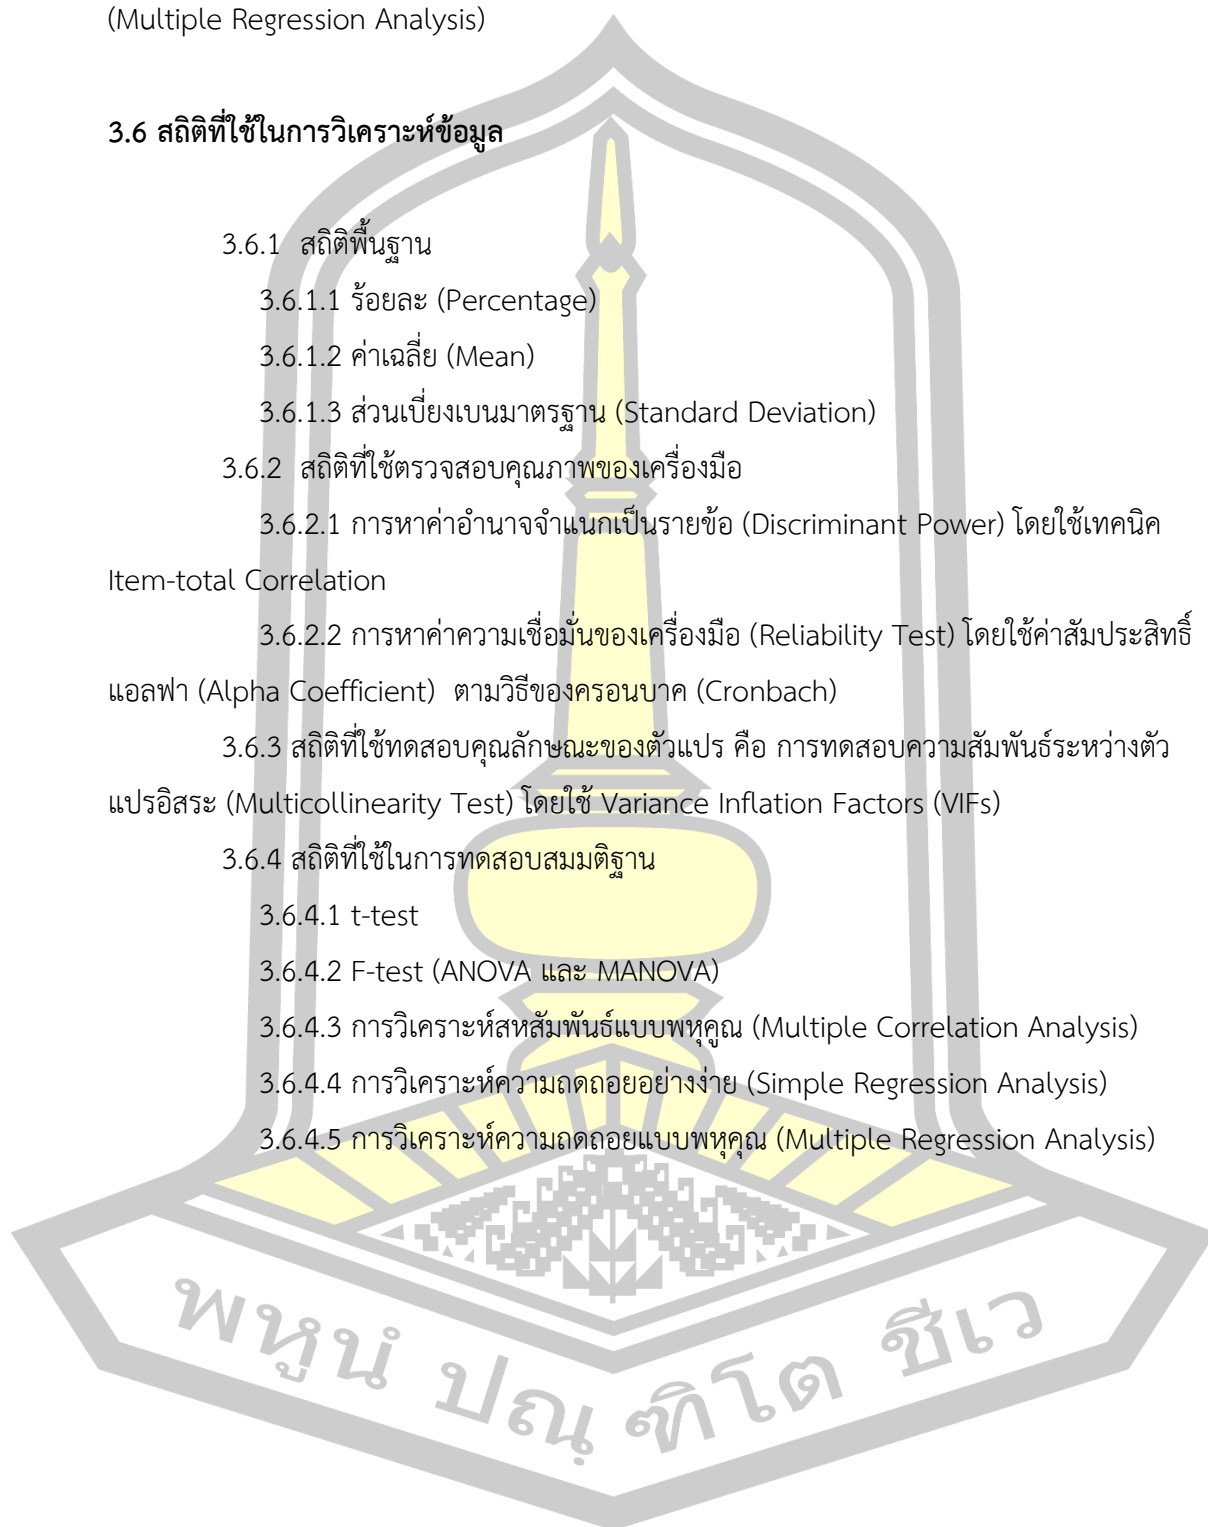 (Multiple Regression Analysis)
3.6 สถิติที่ใช้ในการวิเคราะห์ข้อมูล
3.6.1 สถิติพื้นฐาน
3.6.1.1 ร้อยละ (Percentage)
3.6.1.2 ค่าเฉลี่ย (Mean)
3.6.1.3 ส่วนเบี่ยงเบนมาตรฐาน (Standard Deviation)
3.6.2 สถิติที่ใช้ตรวจสอบคุณภาพของเครื่องมือ
3.6.2.1 การหาค่าอำนาจจำแนกเป็นรายข้อ (Discriminant Power) โดยใช้เทคนิค
Item-total Correlation
3.6.2.2 การหาค่าความเชื่อมั่นของเครื่องมือ (Reliability Test) โดยใช้ค่าสัมประสิทธิ์
แอลฟา (Alpha Coefficient) ตามวิธีของครอนบาค (Cronbach)
3.6.3 สถิติที่ใช้ทดสอบคุณลักษณะของตัวแปร คือ การทดสอบความสัมพันธ์ระหว่างตัว
แปรอิสระ (Multicollinearity Test) โดยใช้ Variance Inflation Factors (VIFs)
3.6.4 สถิติที่ใช้ในการทดสอบสมมติฐาน
3.6.4.1 t-test
3.6.4.2 F-test (ANOVA และ MANOVA)
3.6.4.3 การวิเคราะห์สหสัมพันธ์แบบพหุคูณ (Multiple Correlation Analysis)
3.6.4.4 การวิเคราะห์ความถดถอยอย่างง่าย (Simple Regression Analysis)
3.6.4.5 การวิเคราะห์ความถดถอยแบบพหุคุณ (Multiple Regression Analysis)
พหูนํ ปณฺฑิโต ชีเว